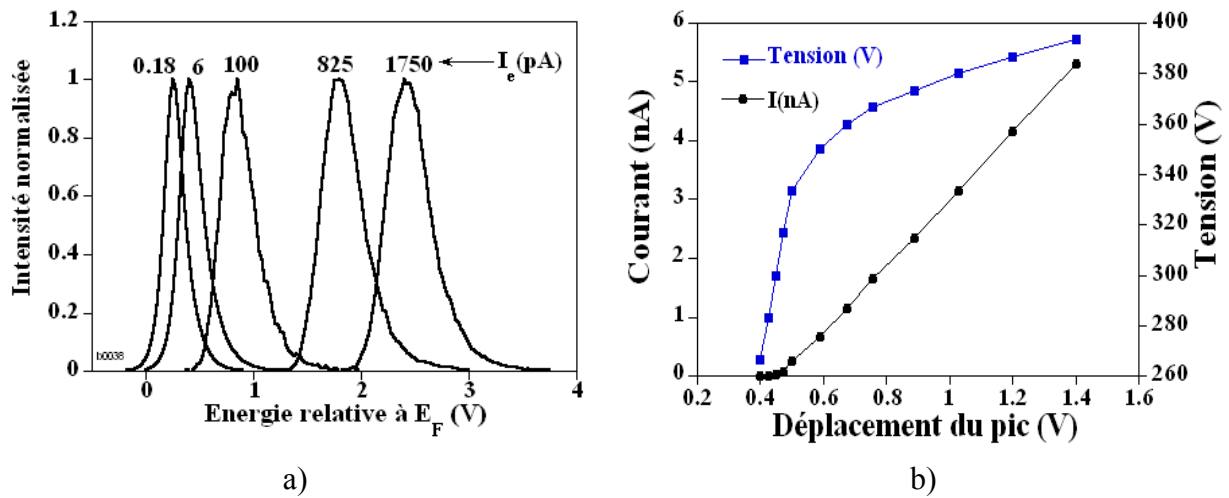 1.2
1
0.8
0.6
0.4
0.2
0
Intensité normalisée
0.18 6 100 825 1750 I_e(pA)
b0038
0 1 2 3 4
Energie relative à E_F (V)
a)
6
5
4
3
2
1
0
Courant (nA)
Tension (V)
I(nA)
400
380
360
340
320
300
280
260
Tension (V)
0.2 0.4 0.6 0.8 1 1.2 1.4 1.6
Déplacement du pic (V)
b)